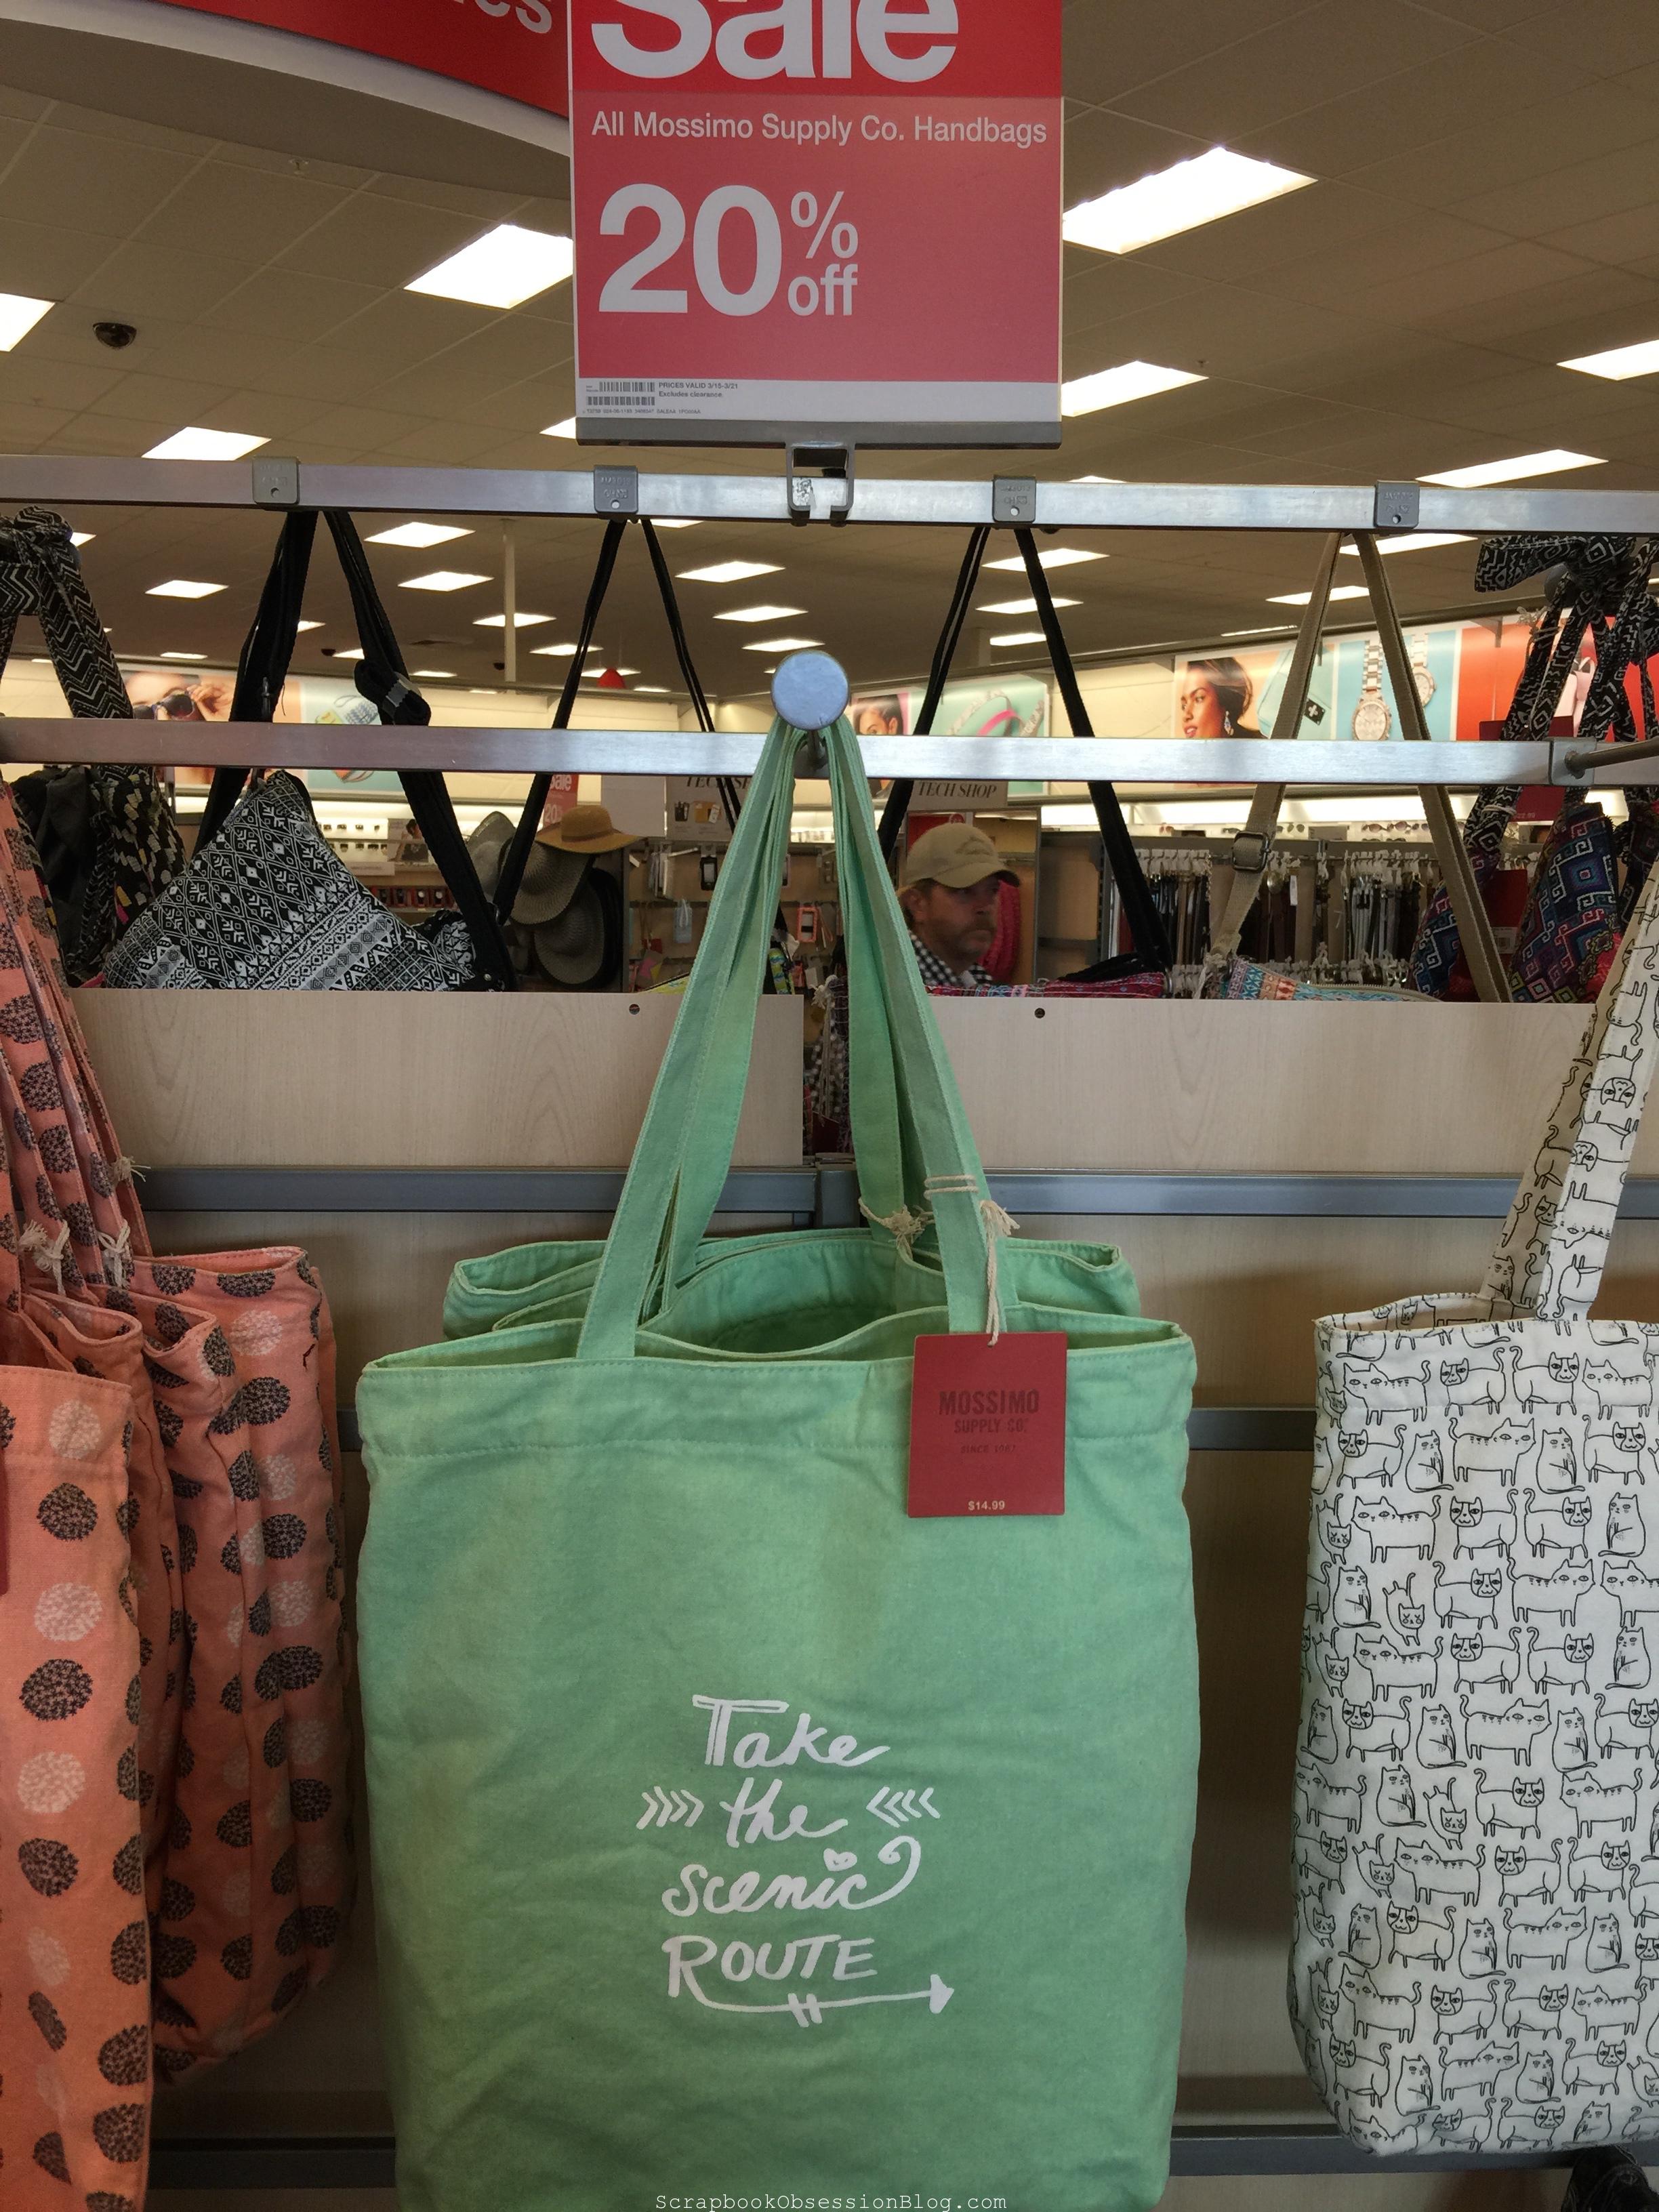 Sale
All Mossimo Supply Co. Handbags
20%
off
PRICES VALID 3/15-3/21
Excludes clearance.
Sale
TECH SHOP
MOSSIMO
SUPPLY CO.
$14.99
Take
the
scenic
ROUTE
ScrapbookObsessionBlog.com